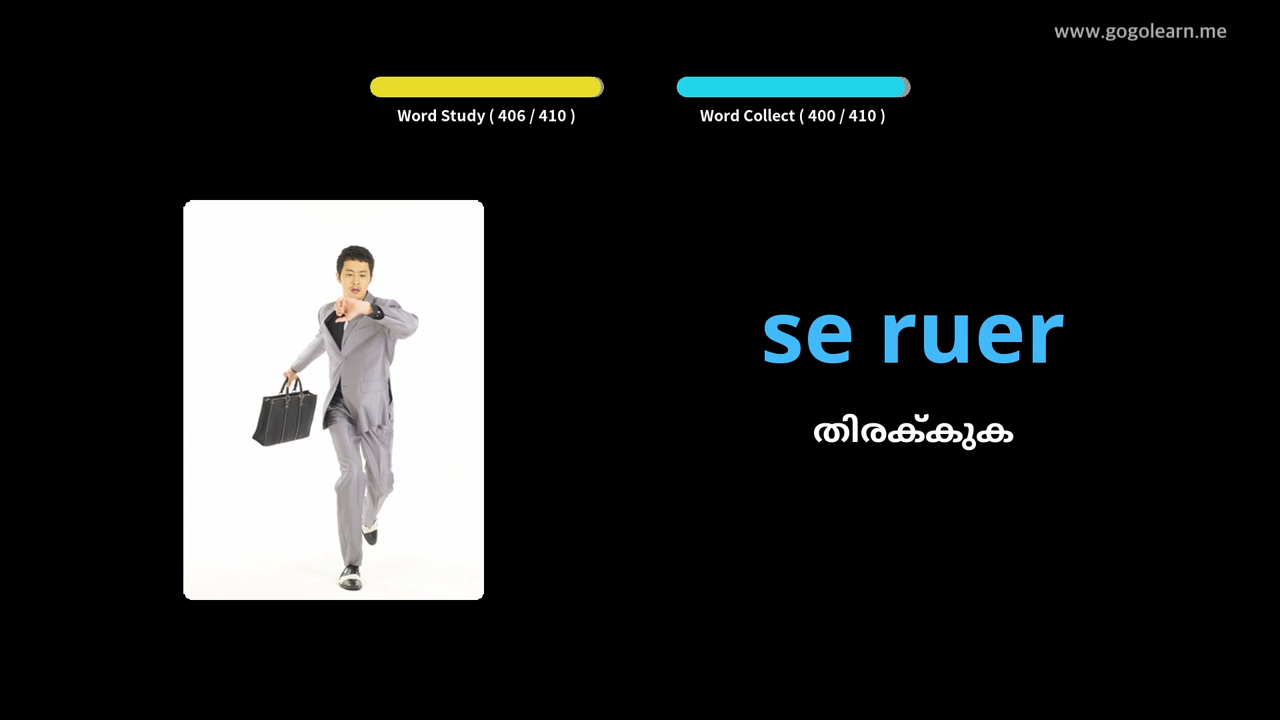 www.gogolearn.me
Word Study ( 406 / 410 )
Word Collect ( 400 / 410 )
se ruer
തിരക്കുക